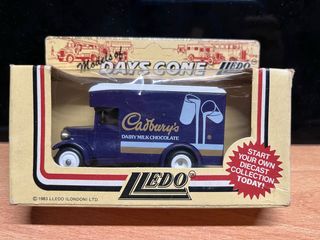 Models of
DAYS GONE
LLEDO
Cadbury's
DAIRY MILK CHOCOLATE
®
START
YOUR OWN
DIECAST
COLLECTION
TODAY!
LLEDO
© 1983 LLEDO (LONDON) LTD.